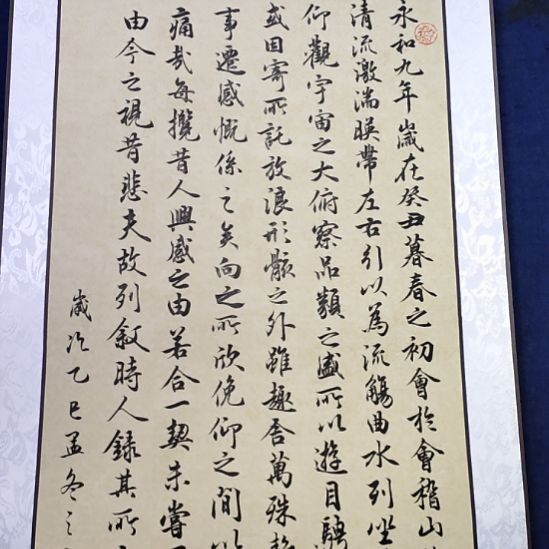 永和九年歲在癸丑暮春之初會於會稽山
清流激湍暎帶左右引以為流觴曲水列坐
仰觀宇宙之大俯察品類之盛所以遊目騁
或因寄所託放浪形骸之外雖趣舍萬殊
事遷感慨係之矣向之所欣俛仰之間以
痛哉每攬昔人興感之由若合一契未嘗
由今之視昔悲夫故列敘時人錄其所
歲次乙巳孟冬之